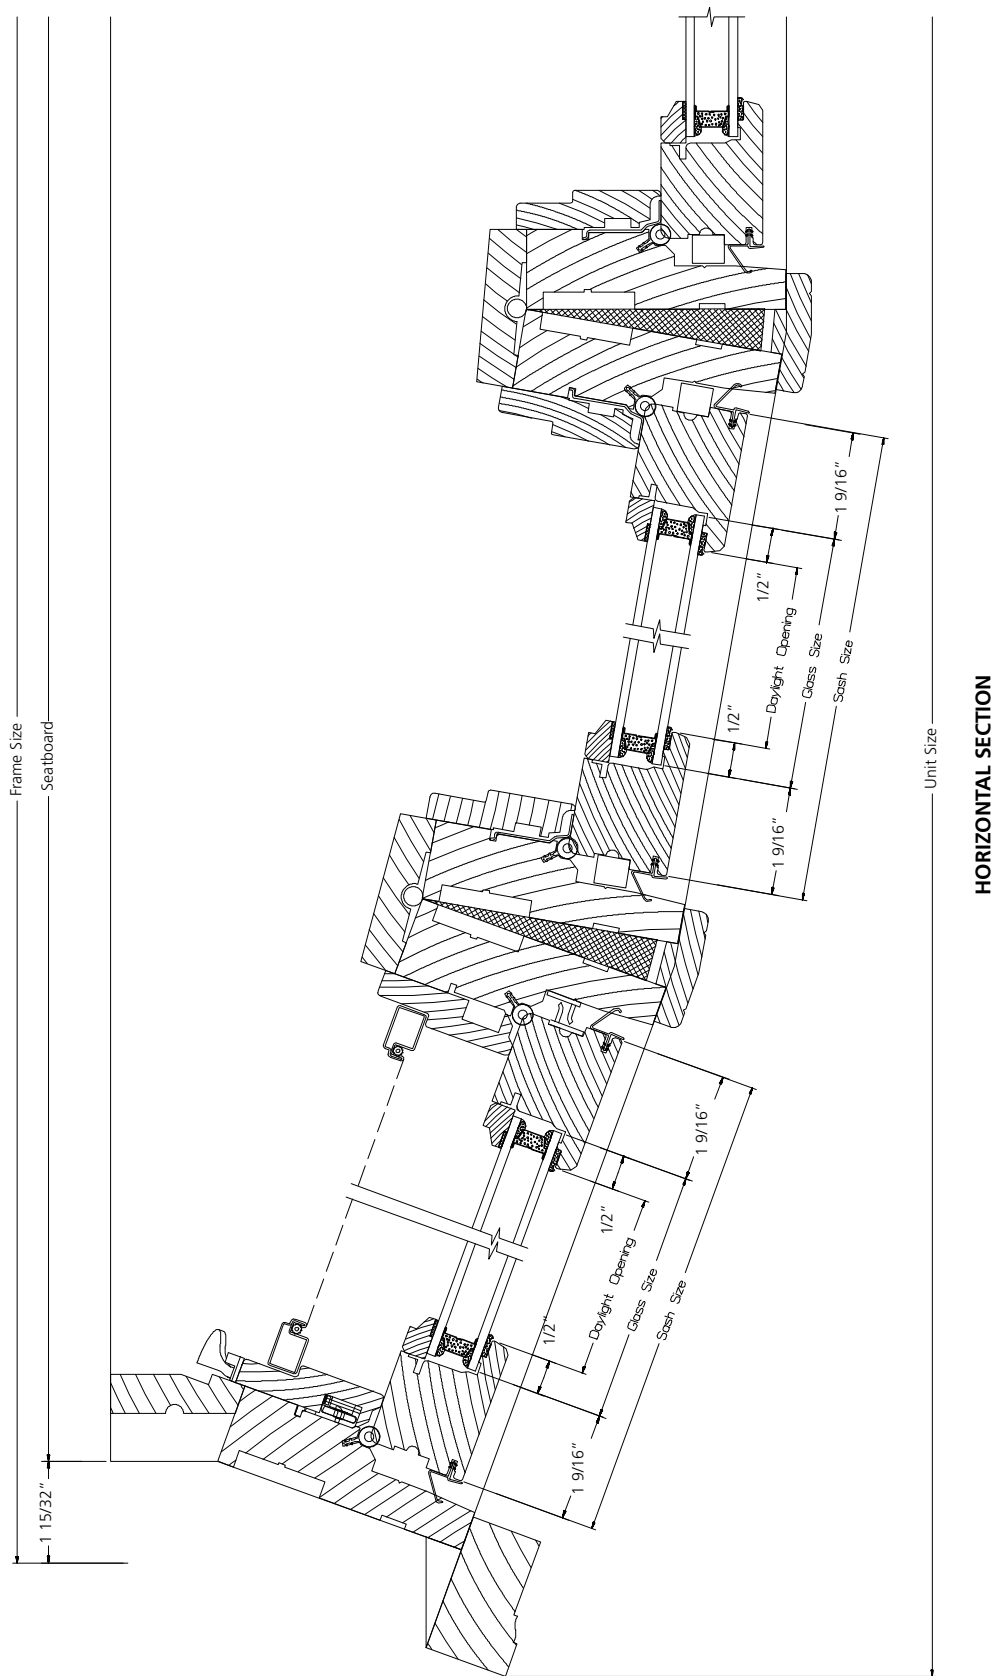 Frame Size
Seatboard
1 15/32"
1 9/16"
1/2"
Daylight Opening
Glass Size
Sash Size
1/2"
1 9/16"
1 9/16"
1/2"
Daylight Opening
Glass Size
Sash Size
1/2"
1 9/16"
Unit Size
HORIZONTAL SECTION